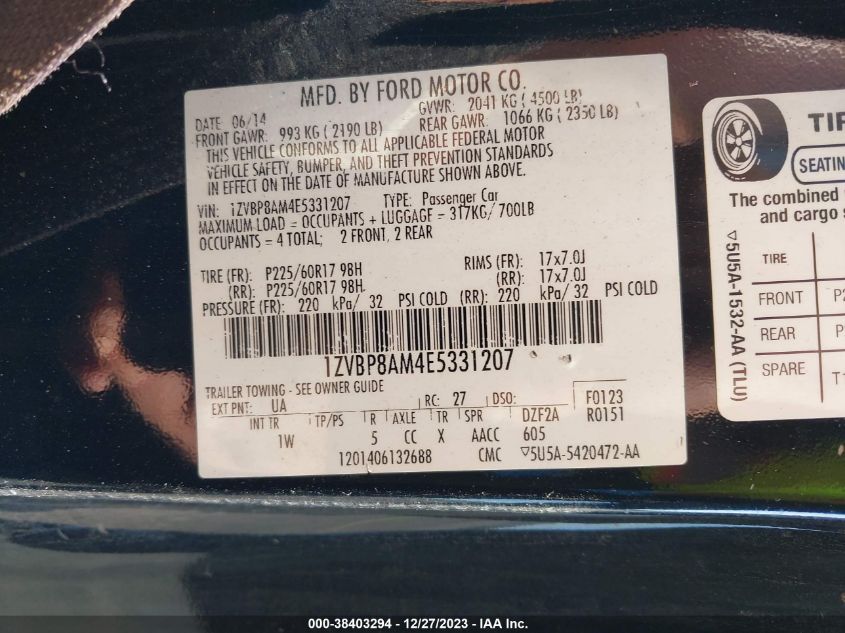 MFD. BY FORD MOTOR CO.
DATE 06/14 GVWR: 2041 KG ( 4500 LB)
FRONT GAWR: 993 KG ( 2190 LB) REAR GAWR: 1066 KG ( 2350 LB)
THIS VEHICLE CONFORMS TO ALL APPLICABLE FEDERAL MOTOR
VEHICLE SAFETY, BUMPER, AND THEFT PREVENTION STANDARDS
IN EFFECT ON THE DATE OF MANUFACTURE SHOWN ABOVE.
VIN: 1ZVBP8AM4E5331207 TYPE: Passenger Car
MAXIMUM LOAD = OCCUPANTS + LUGGAGE = 317KG/ 700LB
OCCUPANTS = 4 TOTAL; 2 FRONT, 2 REAR
TIRE (FR): P225/60R17 98H RIMS (FR): 17x7.0J
(RR): P225/60R17 98H (RR): 17x7.0J
PRESSURE (FR): 220 kPa/ 32 PSI COLD (RR): 220 kPa/ 32 PSI COLD
1ZVBP8AM4E5331207
TRAILER TOWING - SEE OWNER GUIDE
EXT PNT: UA RC: 27 DSO: F0123
INT TR TP/PS R AXLE TR SPR DZF2A R0151
1W 5 CC X AACC 605
1201406132688 CMC ▽5U5A-5420472-AA
TIR
SEATIN
The combined
and cargo s
▽5U5A-1532-AA (TLU)
TIRE
FRONT P2
REAR P2
SPARE T1
000-38403294 - 12/27/2023 - IAA Inc.